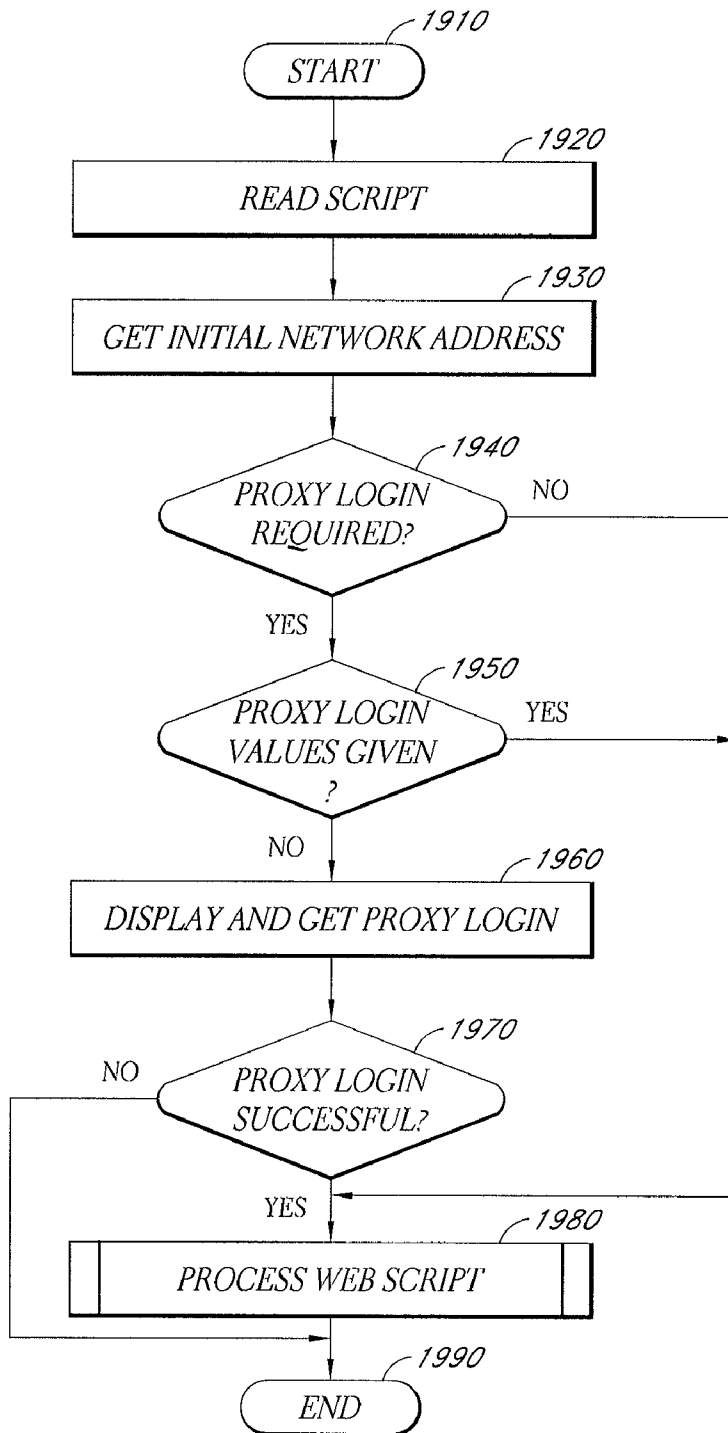 1910
START
1920
READ SCRIPT
1930
GET INITIAL NETWORK ADDRESS
1940
PROXY LOGIN
REQUIRED?
NO
YES
1950
PROXY LOGIN
VALUES GIVEN
?
YES
NO
1960
DISPLAY AND GET PROXY LOGIN
1970
NO
PROXY LOGIN
SUCCESSFUL?
YES
1980
PROCESS WEB SCRIPT
1990
END